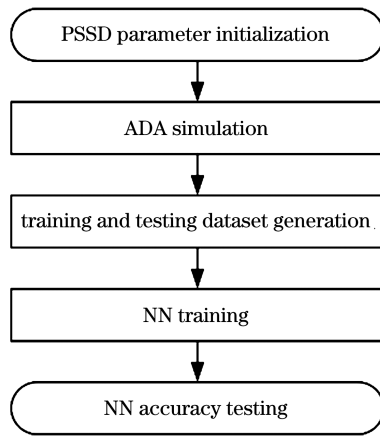 PSSD parameter initialization
ADA simulation
training and testing dataset generation
NN training
NN accuracy testing